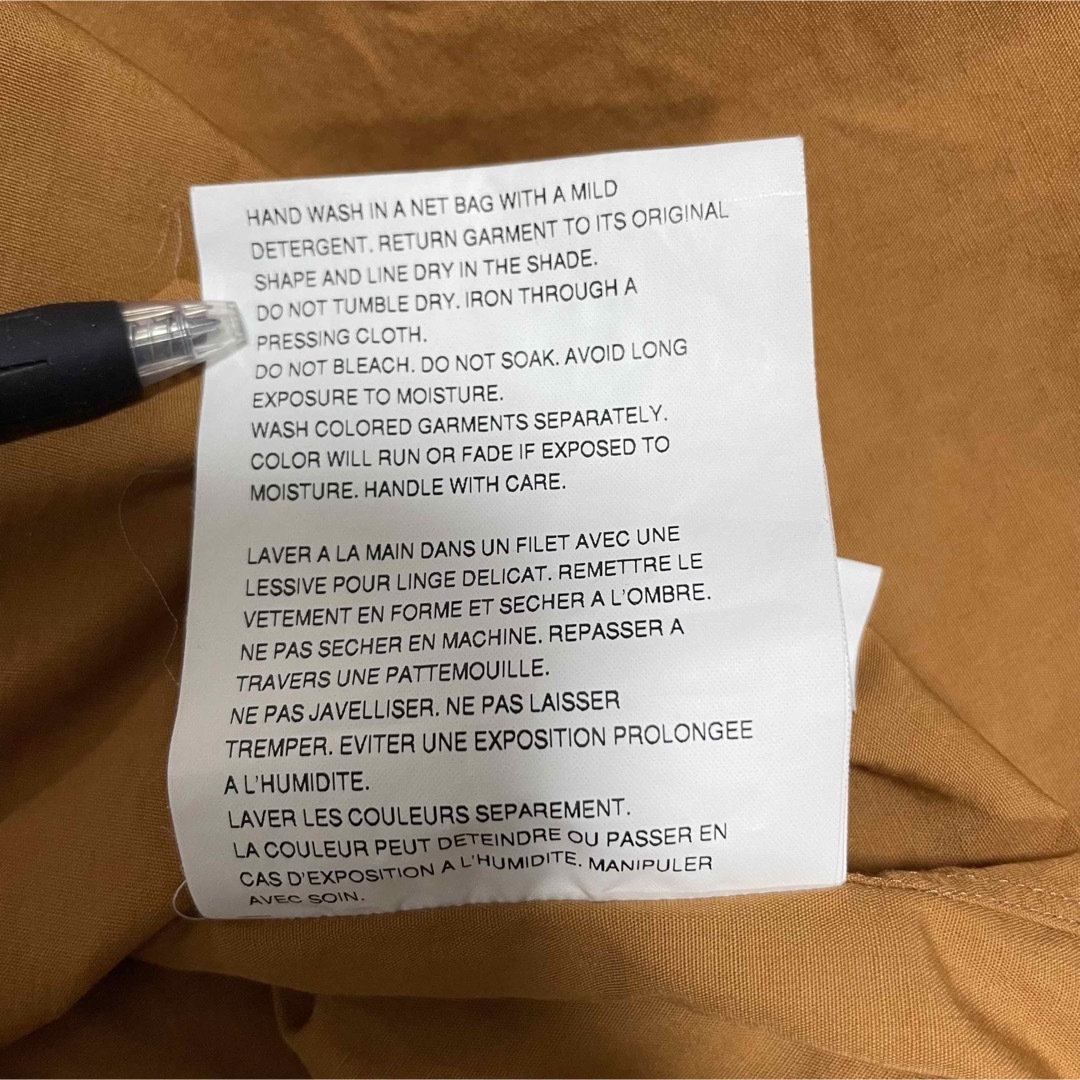 HAND WASH IN A NET BAG WITH A MILD
DETERGENT. RETURN GARMENT TO ITS ORIGINAL
SHAPE AND LINE DRY IN THE SHADE.
DO NOT TUMBLE DRY. IRON THROUGH A
PRESSING CLOTH.
DO NOT BLEACH. DO NOT SOAK. AVOID LONG
EXPOSURE TO MOISTURE.
WASH COLORED GARMENTS SEPARATELY.
COLOR WILL RUN OR FADE IF EXPOSED TO
MOISTURE. HANDLE WITH CARE.
LAVER A LA MAIN DANS UN FILET AVEC UNE
LESSIVE POUR LINGE DELICAT. REMETTRE LE
VETEMENT EN FORME ET SECHER A L'OMBRE.
NE PAS SECHER EN MACHINE. REPASSER A
TRAVERS UNE PATTEMOUILLE.
NE PAS JAVELLISER. NE PAS LAISSER
TREMPER. EVITER UNE EXPOSITION PROLONGEE
A L'HUMIDITE.
LAVER LES COULEURS SEPAREMENT.
LA COULEUR PEUT DETEINDRE OU PASSER EN
CAS D'EXPOSITION A L'HUMIDITE. MANIPULER
AVEC SOIN.